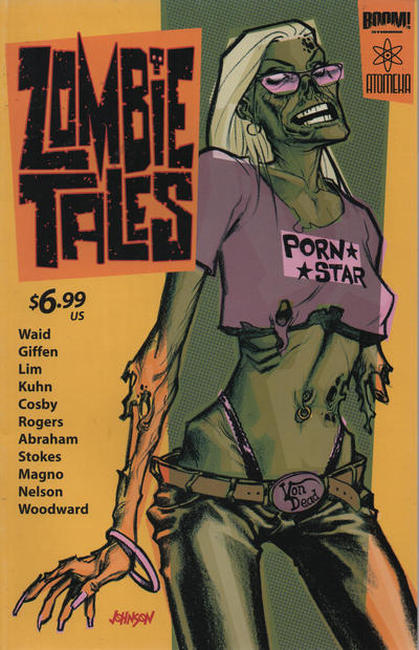 ZOMBIE
TALES
BOOM!
STUDIOS
ATOMEKA
PORN
STAR
$6.99
US
Waid
Giffen
Lim
Kuhn
Cosby
Rogers
Abraham
Stokes
Magno
Nelson
Woodward
Von
Dead
JOHNSON